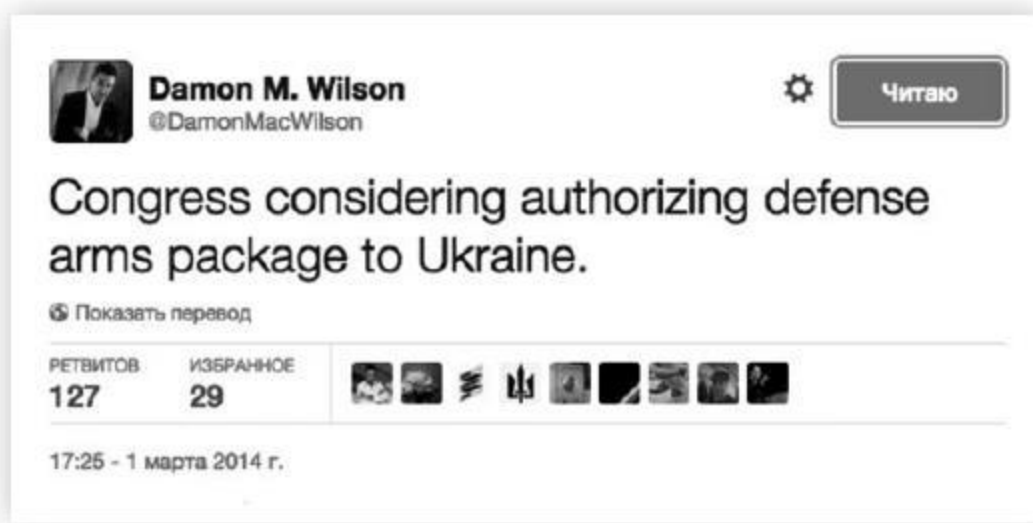 Damon M. Wilson
@DamonMacWilson
Читаю
Congress considering authorizing defense
arms package to Ukraine.
Показать перевод
РЕТВИТОВ ИЗБРАННОЕ
127 29
17:25 - 1 марта 2014 г.